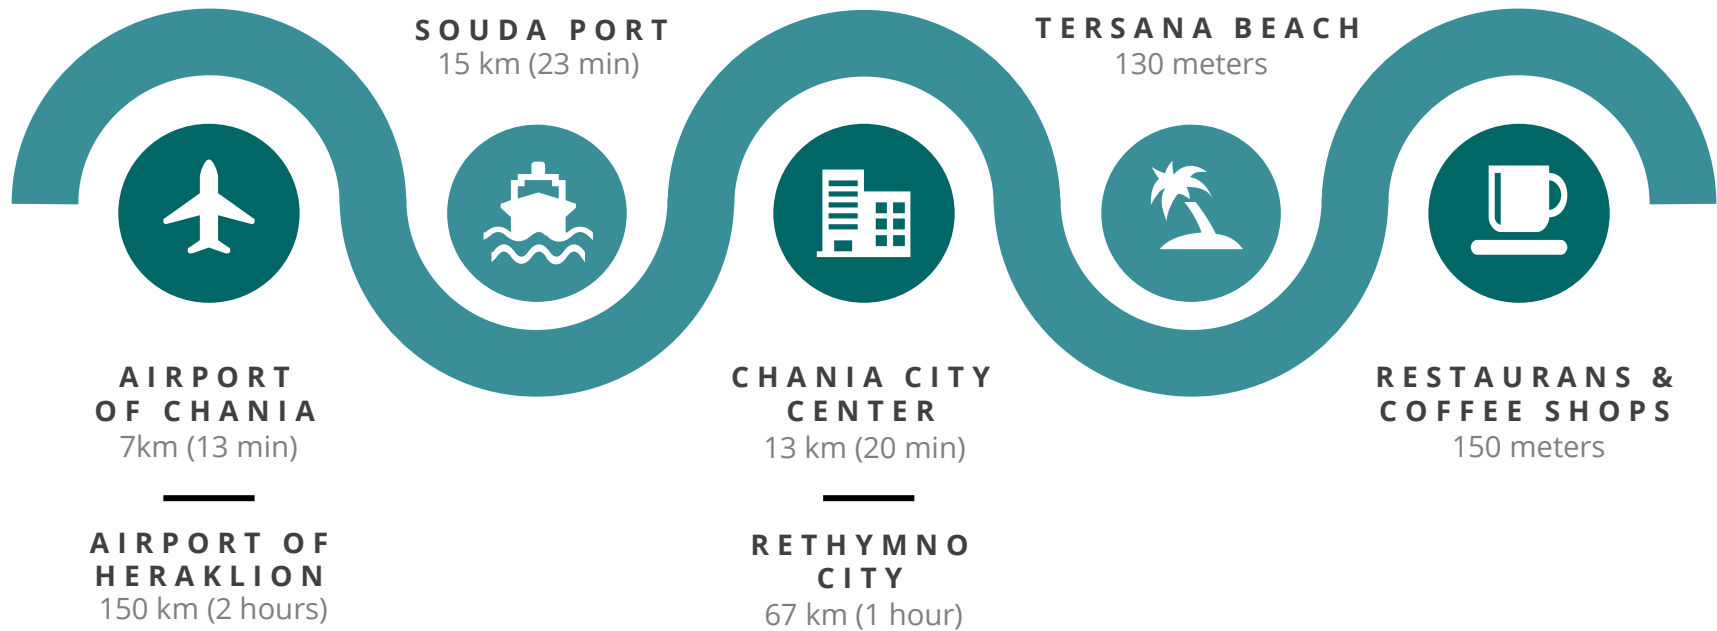 SOUDA PORT
15 km (23 min)
TERSANA BEACH
130 meters
AIRPORT
OF CHANIA
7km (13 min)
AIRPORT OF
HERAKLION
150 km (2 hours)
CHANIA CITY
CENTER
13 km (20 min)
RETHYMNO
CITY
67 km (1 hour)
RESTAURANS &
COFFEE SHOPS
150 meters